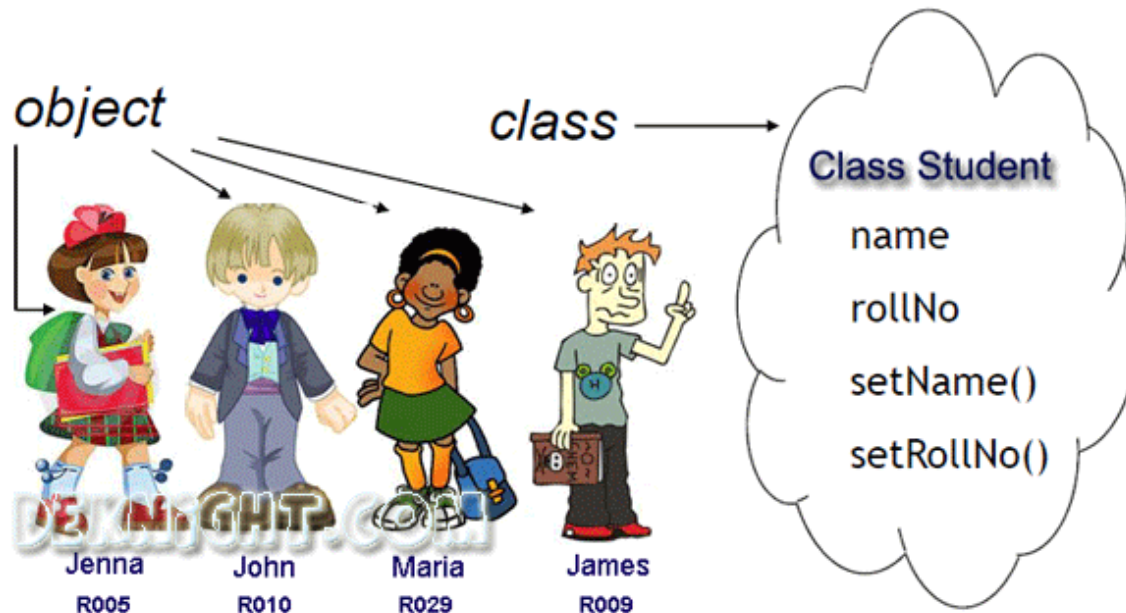 object
class
Class Student
name
rollNo
setName()
setRollNo()
DEKNIGHT.COM
Jenna John Maria James
R005 R010 R029 R009